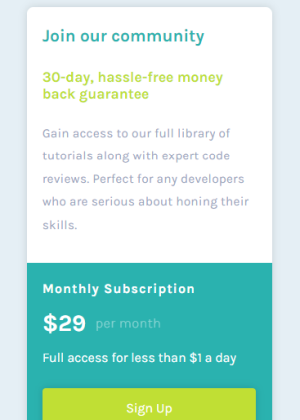 Join our community
30-day, hassle-free money
back guarantee
Gain access to our full library of
tutorials along with expert code
reviews. Perfect for any developers
who are serious about honing their
skills.
Monthly Subscription
$29 per month
Full access for less than $1 a day
Sign Up